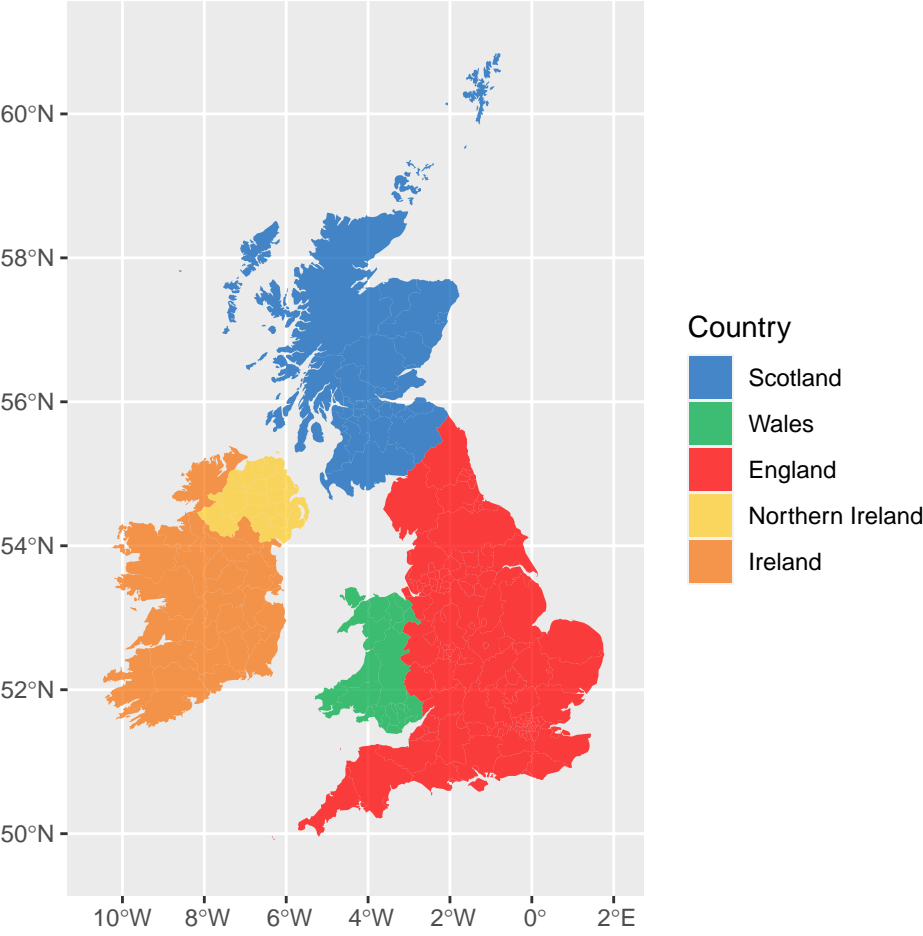 60°N
58°N
56°N
54°N
52°N
50°N
10°W 8°W 6°W 4°W 2°W 0° 2°E
Country
Scotland
Wales
England
Northern Ireland
Ireland